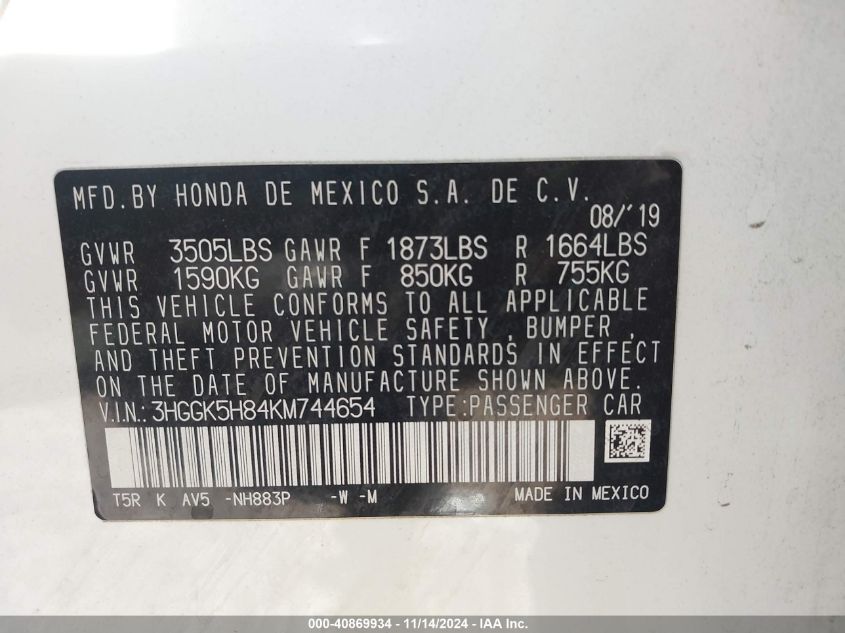 MFD.BY HONDA DE MEXICO S.A. DE C.V.
08/'19
GVWR 3505LBS GAWR F 1873LBS R 1664LBS
GVWR 1590KG GAWR F 850KG R 755KG
THIS VEHICLE CONFORMS TO ALL APPLICABLE
FEDERAL MOTOR VEHICLE SAFETY, BUMPER,
AND THEFT PREVENTION STANDARDS IN EFFECT
ON THE DATE OF MANUFACTURE SHOWN ABOVE.
V.I.N.:3HGGK5H84KM744654 TYPE:PASSENGER CAR
T5R K AV5 -NH883P -W -M MADE IN MEXICO
000-40869934 - 11/14/2024 - IAA Inc.